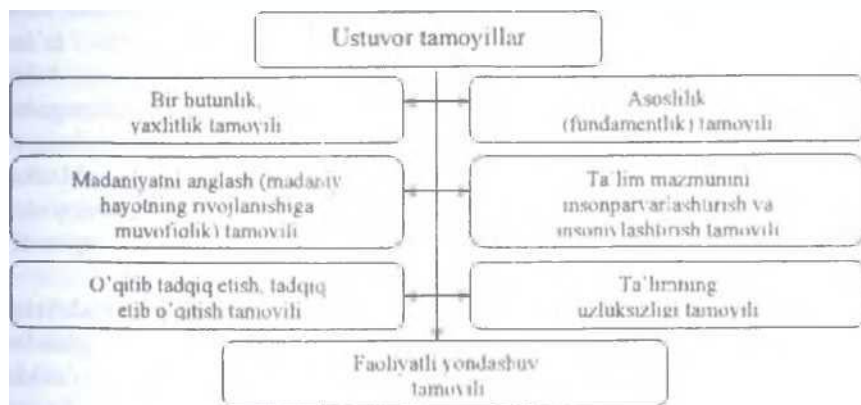 Ustuvor tamoyillar
Bir butunlik,
yaxlitlik tamoyili
Asoslilik
(fundamentlik) tamoyili
Madaniyatni anglash (madaniy
hayotning rivojlanishiga
muvofiqlik) tamoyili
Ta'lim mazmunini
insonparvarlashtirish va
insoniylashtirish tamoyili
O'qitib tadqiq etish, tadqiq
etib o'qitish tamoyili
Ta'limning
uzluksizligi tamoyili
Faoliyatli yondashuv
tamoyili